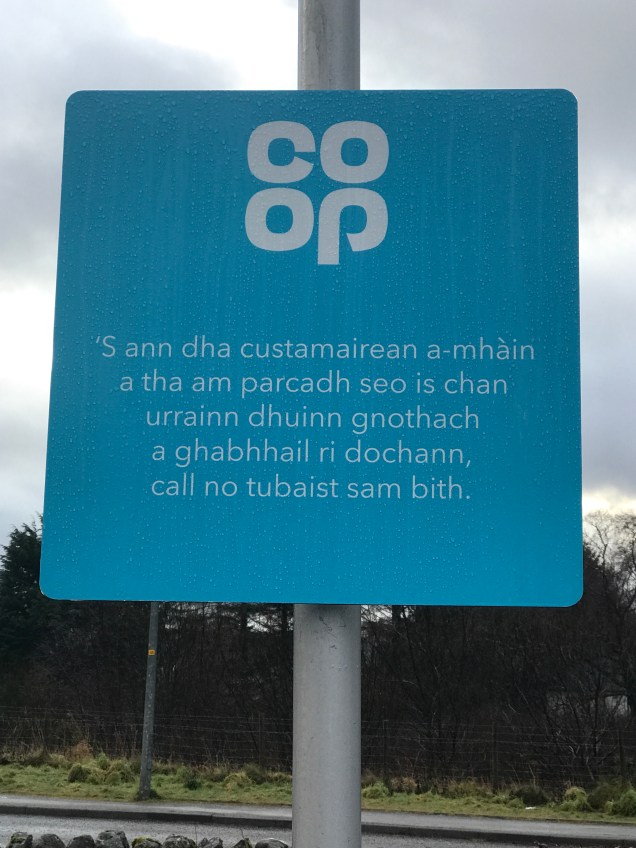 co
op
'S ann dha custamairean a-mhàin
a tha am parcadh seo is chan
urrainn dhuinn gnothach
a ghabhhail ri dochann,
call no tubaist sam bith.